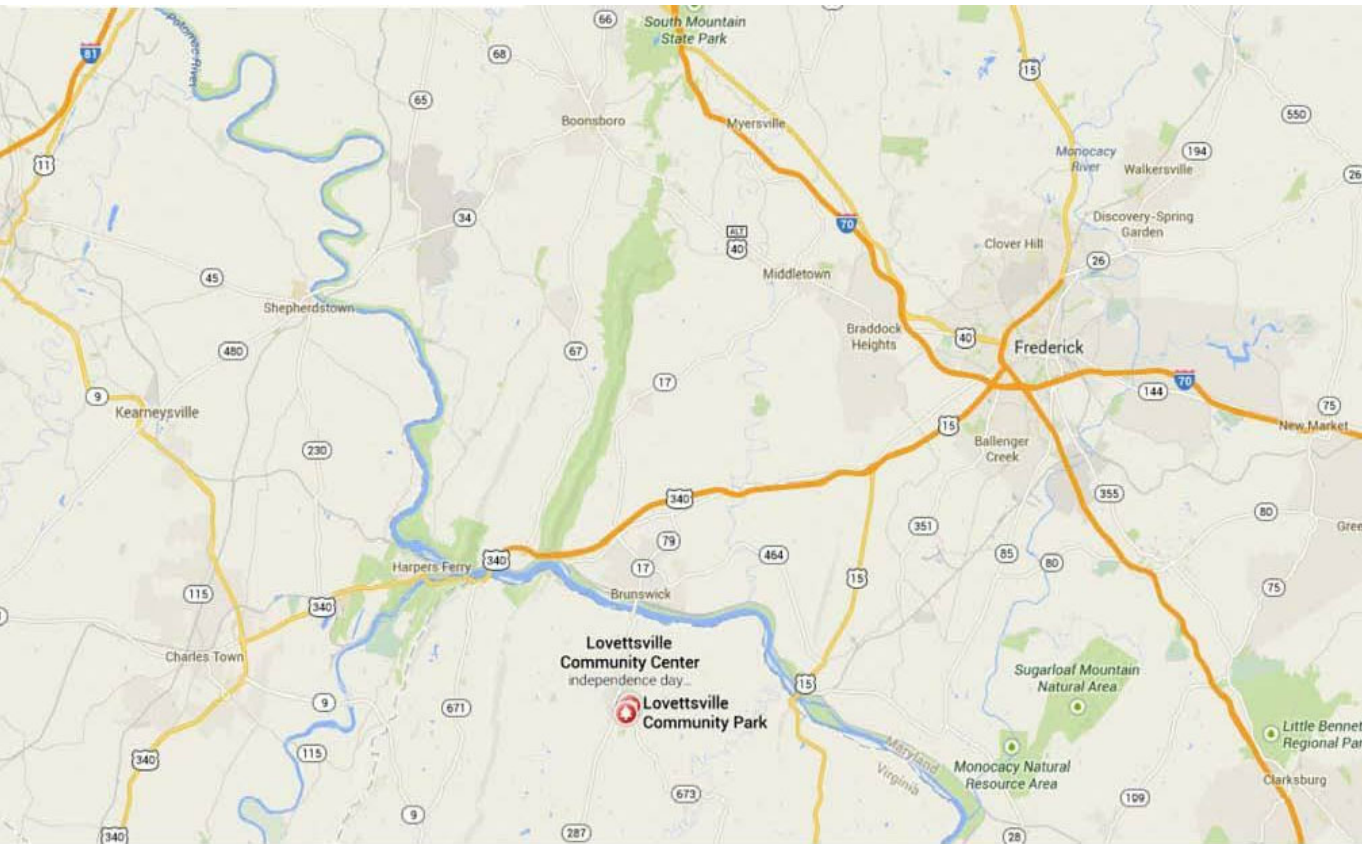 66
South Mountain
State Park
81
Potomac River
68
15
65
Boonsboro
Myersville
550
11
Monocacy
River
194
Walkersville
26
34
70
Discovery-Spring
Garden
ALT
40
Clover Hill
26
45
Middletown
Shepherdstown
Braddock
Heights
40
Frederick
480
67
17
70
144
9
Kearneysville
75
New Market
15
Ballenger
Creek
230
340
355
351
80
Gree
79
464
85
80
Harpers Ferry
340
17
15
75
115
340
Brunswick
Charles Town
Lovettsville
Community Center
independence day...
Lovettsville
Community Park
15
Sugarloaf Mountain
Natural Area
9
671
115
Maryland
Virginia
Monocacy Natural
Resource Area
Little Bennet
Regional Par
340
Clarksburg
673
109
9
340
287
28